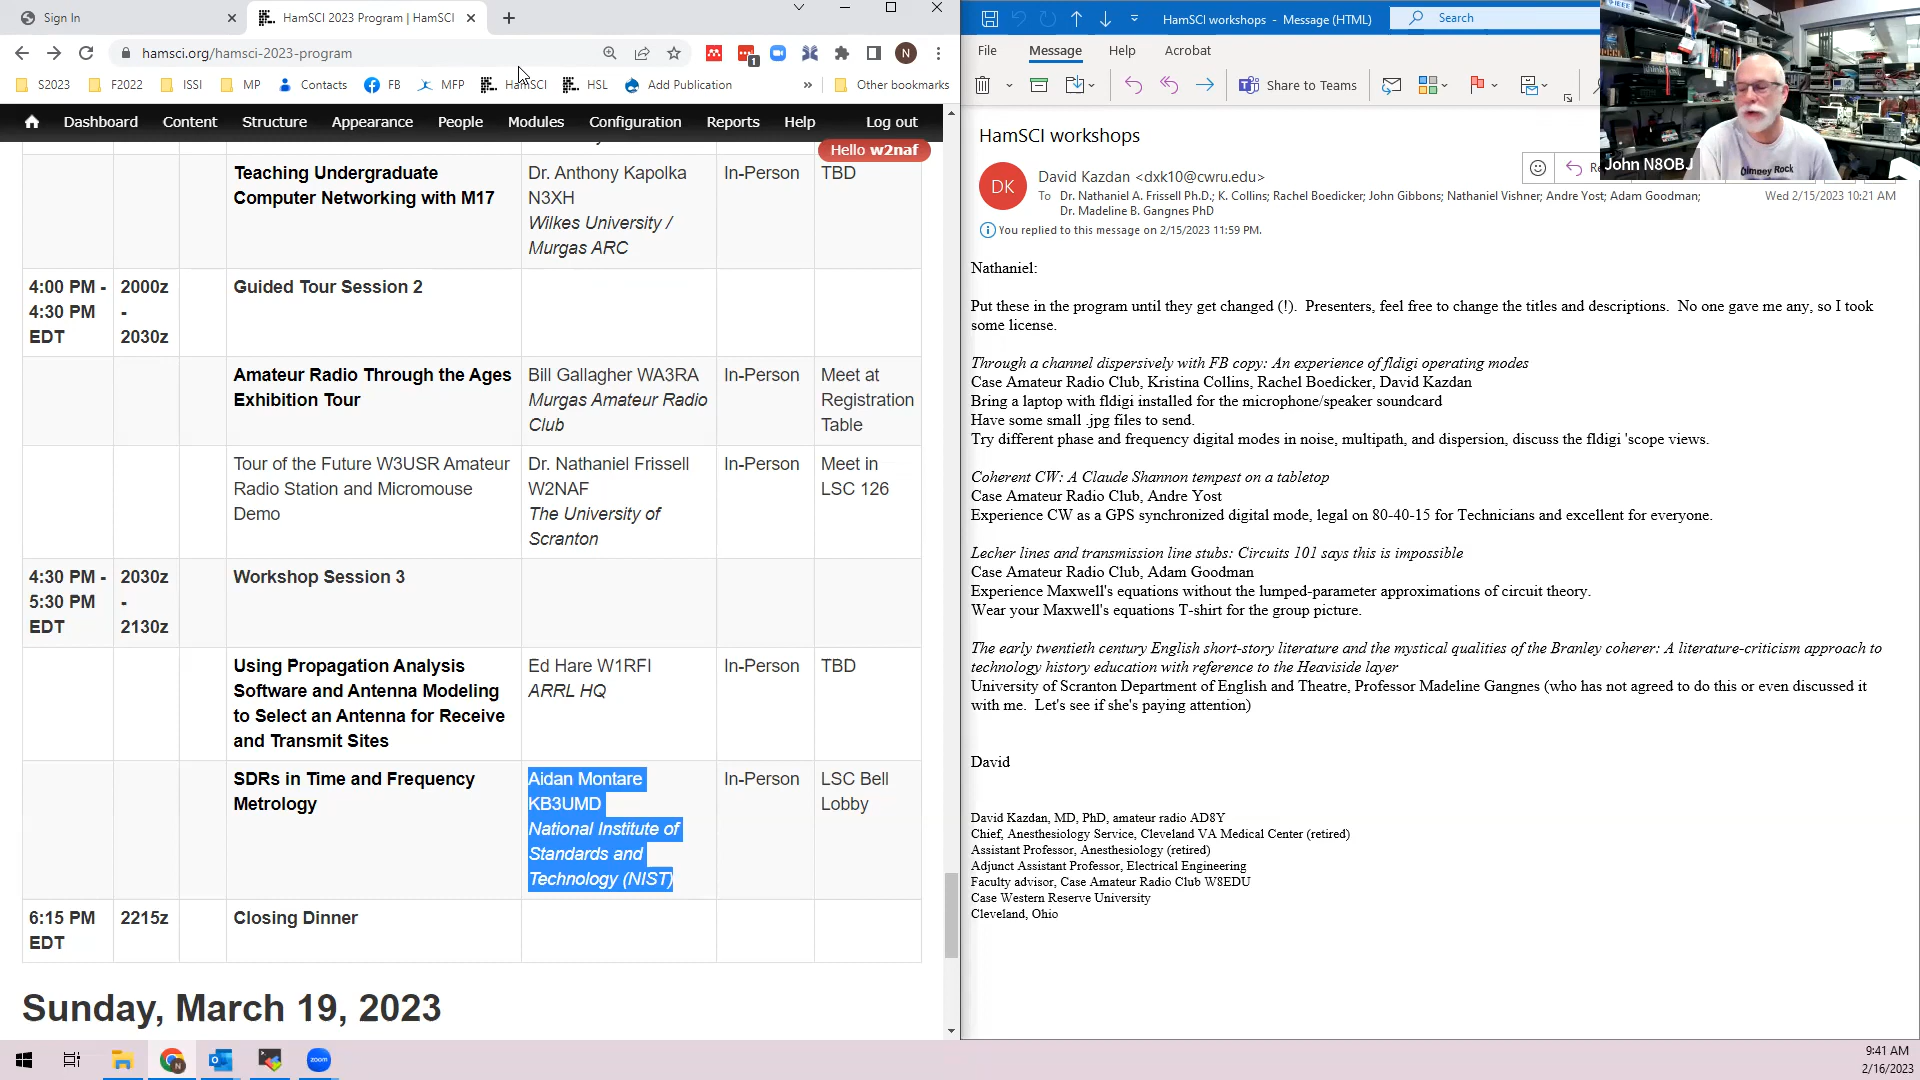 Sign In
HamSCI 2023 Program | HamSCI
hamsci.org/hamsci-2023-program
1
N
S2023
F2022
ISSI
MP
Contacts
FB
MFP
HamSCI
HSL
Add Publication
»
Other bookmarks
Dashboard
Content
Structure
Appearance
People
Modules
Configuration
Reports
Help
Log out
Hello w2naf
Teaching Undergraduate
Computer Networking with M17
Dr. Anthony Kapolka
N3XH
Wilkes University /
Murgas ARC
In-Person
TBD
4:00 PM -
4:30 PM
EDT
2000z
-
2030z
Guided Tour Session 2
Amateur Radio Through the Ages
Exhibition Tour
Bill Gallagher WA3RA
Murgas Amateur Radio
Club
In-Person
Meet at
Registration
Table
Tour of the Future W3USR Amateur
Radio Station and Micromouse
Demo
Dr. Nathaniel Frissell
W2NAF
The University of
Scranton
In-Person
Meet in
LSC 126
4:30 PM -
5:30 PM
EDT
2030z
-
2130z
Workshop Session 3
Using Propagation Analysis
Software and Antenna Modeling
to Select an Antenna for Receive
and Transmit Sites
Ed Hare W1RFI
ARRL HQ
In-Person
TBD
SDRs in Time and Frequency
Metrology
Aidan Montare
KB3UMD
National Institute of
Standards and
Technology (NIST)
In-Person
LSC Bell
Lobby
6:15 PM
EDT
2215z
Closing Dinner
Sunday, March 19, 2023
HamSCI workshops - Message (HTML)
Search
File
Message
Help
Acrobat
Share to Teams
HamSCI workshops
DK
David Kazdan <dxk10@cwru.edu>
To Dr. Nathaniel A. Frissell Ph.D.; K. Collins; Rachel Boedicker; John Gibbons; Nathaniel Vishner; Andre Yost; Adam Goodman;
Dr. Madeline B. Gangnes PhD
Wed 2/15/2023 10:21 AM
You replied to this message on 2/15/2023 11:59 PM.
Nathaniel:
Put these in the program until they get changed (!). Presenters, feel free to change the titles and descriptions. No one gave me any, so I took
some license.
Through a channel dispersively with FB copy: An experience of fldigi operating modes
Case Amateur Radio Club, Kristina Collins, Rachel Boedicker, David Kazdan
Bring a laptop with fldigi installed for the microphone/speaker soundcard
Have some small .jpg files to send.
Try different phase and frequency digital modes in noise, multipath, and dispersion, discuss the fldigi 'scope views.
Coherent CW: A Claude Shannon tempest on a tabletop
Case Amateur Radio Club, Andre Yost
Experience CW as a GPS synchronized digital mode, legal on 80-40-15 for Technicians and excellent for everyone.
Lecher lines and transmission line stubs: Circuits 101 says this is impossible
Case Amateur Radio Club, Adam Goodman
Experience Maxwell's equations without the lumped-parameter approximations of circuit theory.
Wear your Maxwell's equations T-shirt for the group picture.
The early twentieth century English short-story literature and the mystical qualities of the Branley coherer: A literature-criticism approach to
technology history education with reference to the Heaviside layer
University of Scranton Department of English and Theatre, Professor Madeline Gangnes (who has not agreed to do this or even discussed it
with me. Let's see if she's paying attention)
David
David Kazdan, MD, PhD, amateur radio AD8Y
Chief, Anesthesiology Service, Cleveland VA Medical Center (retired)
Assistant Professor, Anesthesiology (retired)
Adjunct Assistant Professor, Electrical Engineering
Faculty advisor, Case Amateur Radio Club W8EDU
Case Western Reserve University
Cleveland, Ohio
John N8OBJ
Chimney Rock
zoom
9:41 AM
2/16/2023